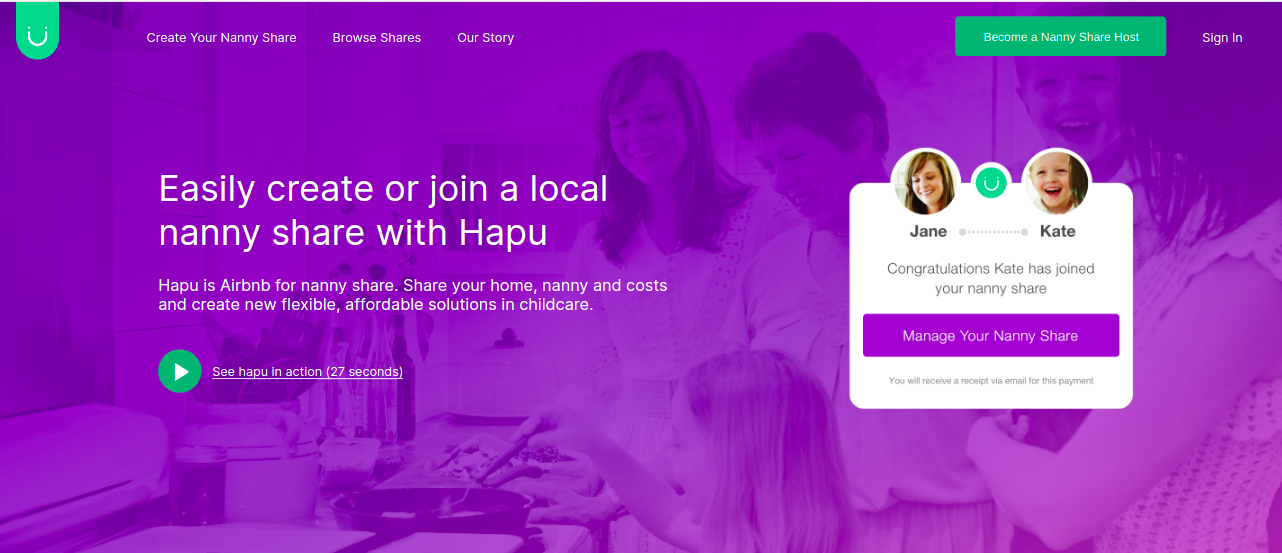 Create Your Nanny Share
Browse Shares
Our Story
Become a Nanny Share Host
Sign In
Easily create or join a local
nanny share with Hapu
Hapu is Airbnb for nanny share. Share your home, nanny and costs
and create new flexible, affordable solutions in childcare.
See hapu in action (27 seconds)
Jane
Kate
Congratulations Kate has joined
your nanny share
Manage Your Nanny Share
You will receive a receipt via email for this payment